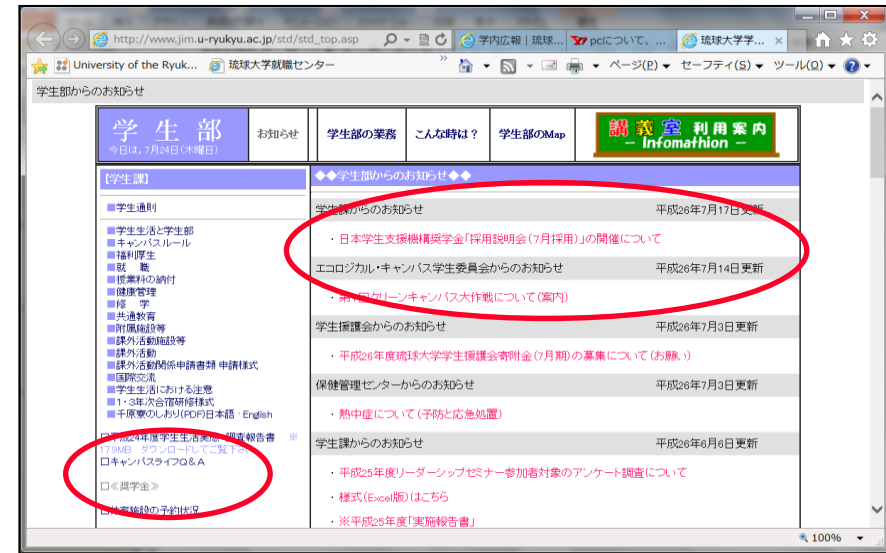 http://www.jim.u-ryukyu.ac.jp/std/std_top.asp
学内広報 | 琉球...
pcについて、...
琉球大学学...
University of the Ryuk...
琉球大学就職センター
ページ(P)
セーフティ(S)
ツール(O)
学生部からのお知らせ
学 生 部
今日は、7月24日(木曜日)
お知らせ
学生部の業務
こんな時は?
学生部のMap
講義室 利用案内
− Infomathion −
【学生課】
■学生通則
■学生生活と学生部
■キャンパスルール
■福利厚生
■就 職
■授業料の納付
■健康管理
■修 学
■共通教育
■附属施設等
■課外活動施設等
■課外活動
■課外活動関係申請書類 申請様式
■国際交流
■学生生活における注意
■1・3年次合宿研修様式
■千原寮のしおり(PDF)日本語・English
□平成24年度学生生活実態 調査報告書 ※
17.9MB ダウンロードしてご覧下さ
□キャンパスライフQ&A
□≪奨学金≫
□体育施設の予約状況
◆◆学生部からのお知らせ◆◆
学生課からのお知らせ 平成26年7月17日更新
・日本学生支援機構奨学金「採用説明会(7月採用)」の開催について
エコロジカル・キャンパス学生委員会からのお知らせ 平成26年7月14日更新
・第1回クリーンキャンパス大作戦について(案内)
学生援護会からのお知らせ 平成26年7月3日更新
・平成26年度琉球大学学生援護会寄附金(7月期)の募集について(お願い)
保健管理センターからのお知らせ 平成26年7月3日更新
・熱中症について(予防と応急処置)
学生課からのお知らせ 平成26年6月6日更新
・平成25年度リーダーシップセミナー参加者対象のアンケート調査について
・様式(Excel版)はこちら
・※平成25年度「実施報告書」
100%